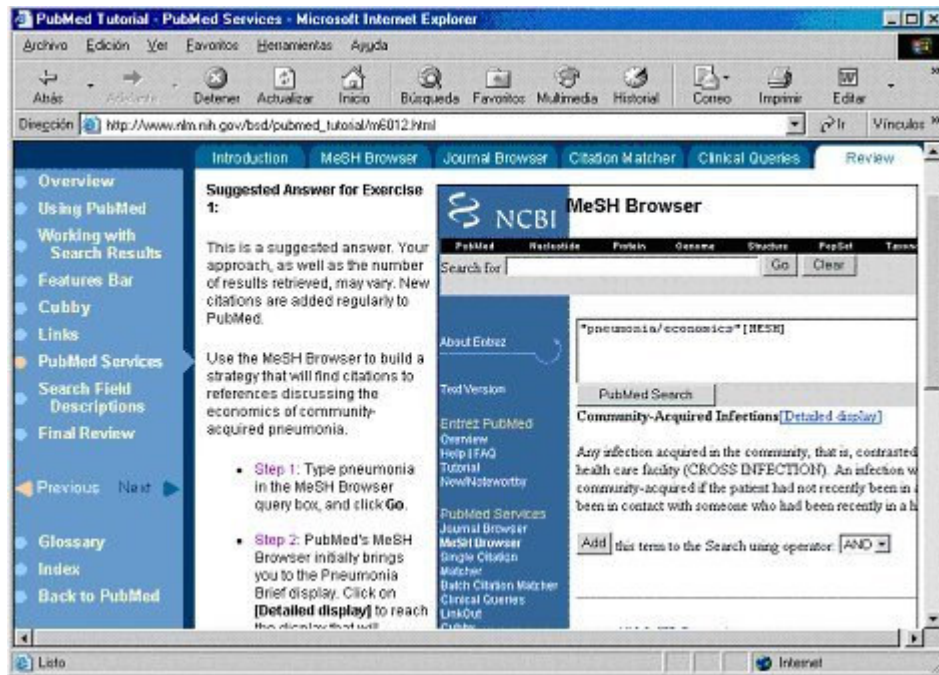 PubMed Tutorial - PubMed Services - Microsoft Internet Explorer
Archivo Edición Ver Favoritos Herramientas Ayuda
Atrás Adelante Detener Actualizar Inicio Búsqueda Favoritos Multimedia Historial Correo Imprimir Editar
Dirección http://www.nlm.nih.gov/bsd/pubmed_tutorial/m6012.html Ir Vínculos
Introduction MeSH Browser Journal Browser Citation Matcher Clinical Queries Review
Overview
Using PubMed
Working with
Search Results
Features Bar
Cubby
Links
PubMed Services
Search Field
Descriptions
Final Review
Previous Next
Glossary
Index
Back to PubMed
Suggested Answer for Exercise
1:
This is a suggested answer. Your
approach, as well as the number
of results retrieved, may vary. New
citations are added regularly to
PubMed.
Use the MeSH Browser to build a
strategy that will find citations to
references discussing the
economics of community-
acquired pneumonia.
• Step 1: Type pneumonia
in the MeSH Browser
query box, and click Go.
• Step 2: PubMed's MeSH
Browser initially brings
you to the Pneumonia
Brief display. Click on
[Detailed display] to reach
the display that will
NCBI MeSH Browser
PubMed Nucleotide Protein Genome Structure PopSet
Search for Go Clear
About Entrez
Text Version
Entrez PubMed
Overview
Help | FAQ
Tutorial
New/Noteworthy
PubMed Services
Journal Browser
MeSH Browser
Single Citation
Matcher
Batch Citation Matcher
Clinical Queries
LinkOut
Cubby
"pneumonia/economics"[MESH]
PubMed Search
Community-Acquired Infections[Detailed display]
Any infection acquired in the community, that is, contrasted
health care facility (CROSS INFECTION). An infection w
community-acquired if the patient had not recently been in a
been in contact with someone who had been recently in a h
Add this term to the Search using operator: AND
Listo Internet